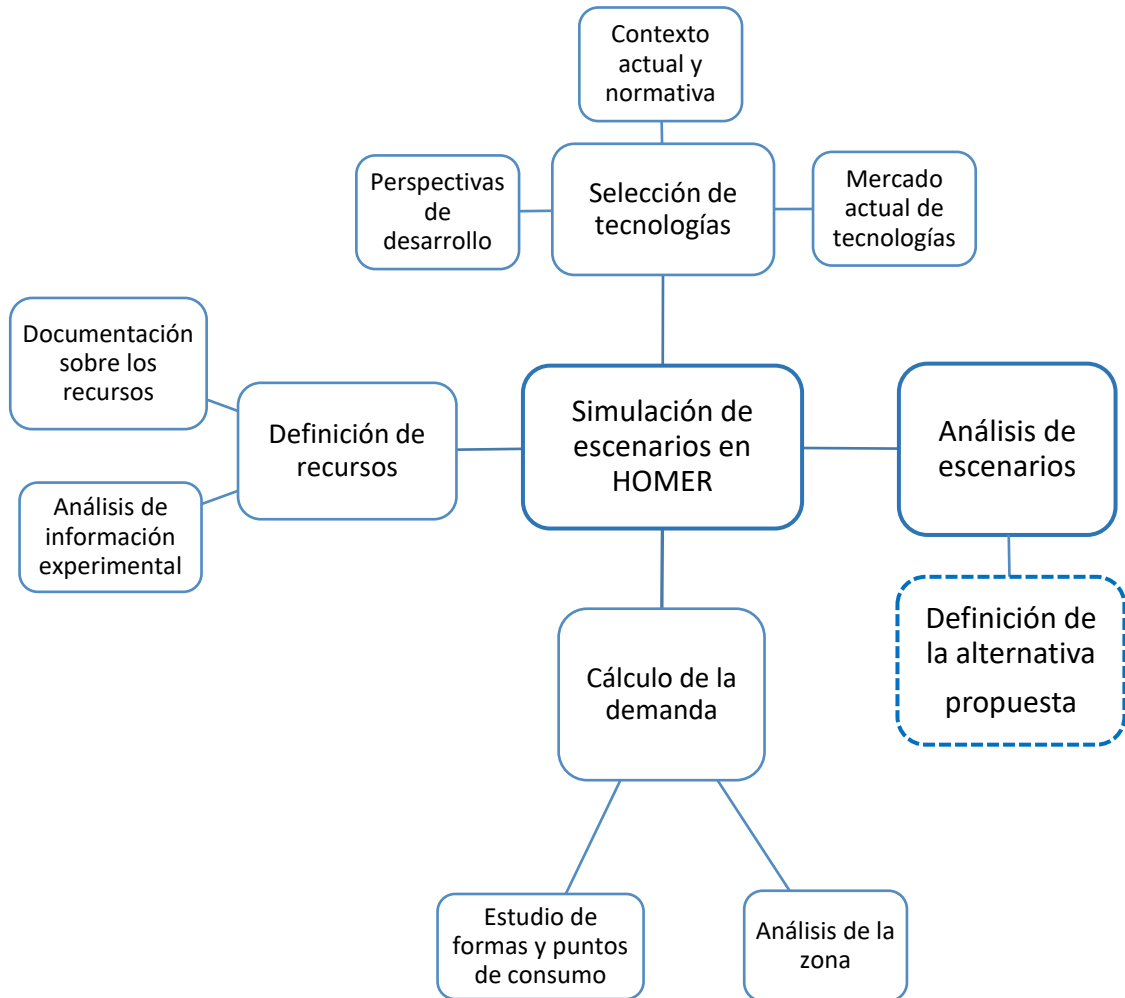 Contexto
actual y
normativa
Perspectivas
de
desarrollo
Selección de
tecnologías
Mercado
actual de
tecnologías
Documentación
sobre los
recursos
Definición de
recursos
Análisis de
información
experimental
Simulación de
escenarios en
HOMER
Análisis de
escenarios
Definición de
la alternativa
propuesta
Cálculo de la
demanda
Estudio de
formas y puntos
de consumo
Análisis de la
zona